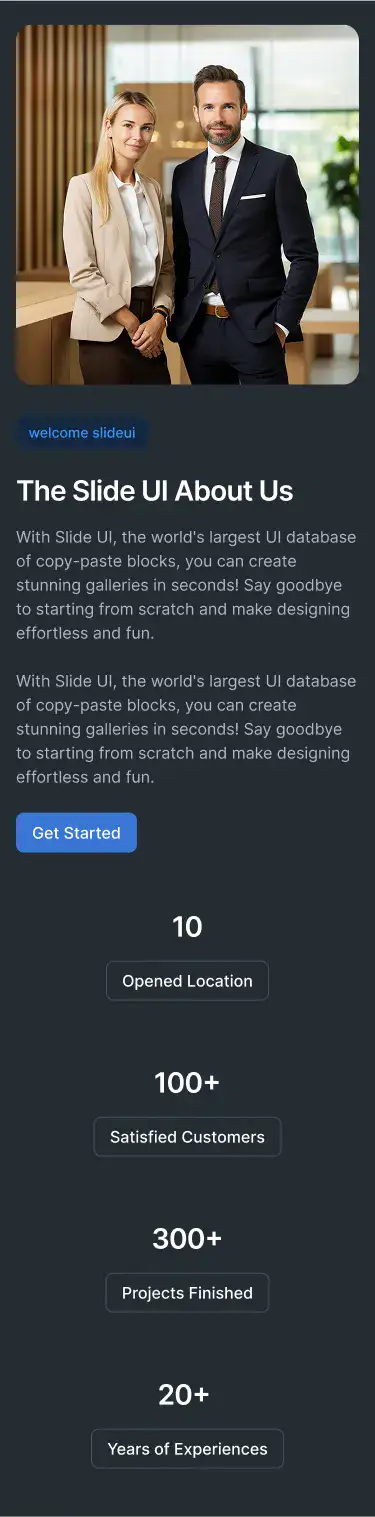 welcome slideui
The Slide UI About Us
With Slide UI, the world's largest UI database
of copy-paste blocks, you can create
stunning galleries in seconds! Say goodbye
to starting from scratch and make designing
effortless and fun.
With Slide UI, the world's largest UI database
of copy-paste blocks, you can create
stunning galleries in seconds! Say goodbye
to starting from scratch and make designing
effortless and fun.
Get Started
10
Opened Location
100+
Satisfied Customers
300+
Projects Finished
20+
Years of Experiences